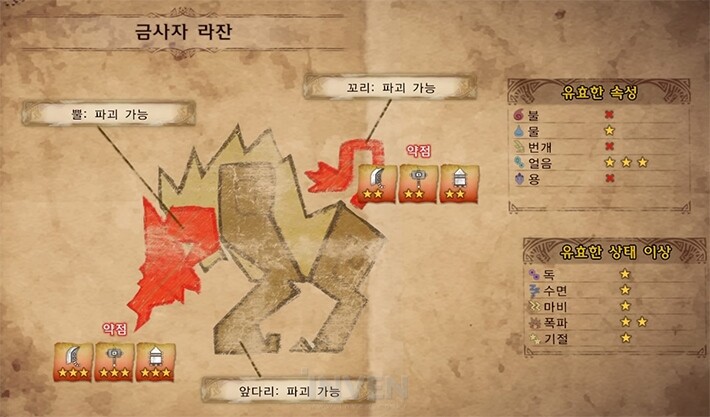 금사자 라잔
꼬리: 파괴 가능
뿔: 파괴 가능
약점
약점
앞다리: 파괴 가능
유효한 속성
불
물
번개
얼음
용
유효한 상태 이상
독
수면
마비
폭파
기절